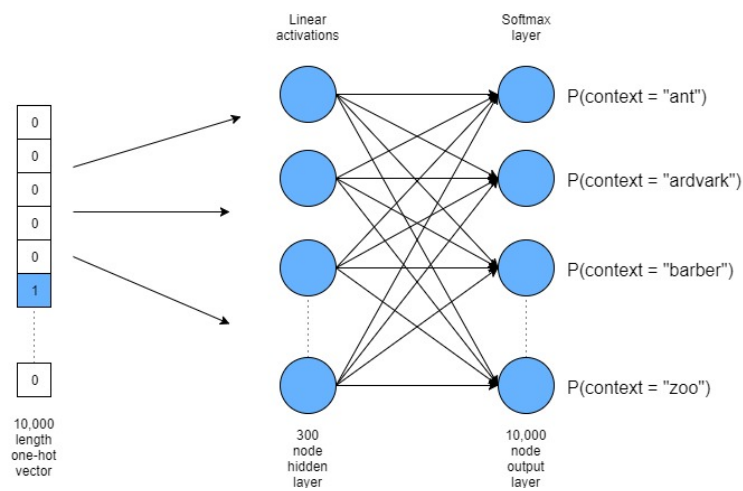 Linear
activations
Softmax
layer
0
0
0
0
0
1
0
P(context = "ant")
P(context = "ardvark")
P(context = "barber")
P(context = "zoo")
10,000
length
one-hot
vector
300
node
hidden
layer
10,000
node
output
layer